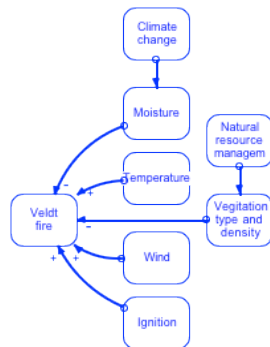 Climate
change
Moisture
Natural
resource
managem
Temperature
-
+
Veldt
fire
-
Vegitation
type and
density
+
+
Wind
Ignition